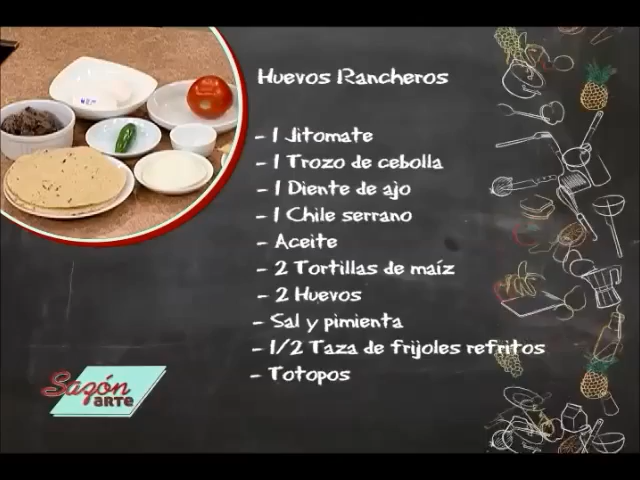 Huevos Rancheros
- 1 Jitomate
- 1 Trozo de cebolla
- 1 Diente de ajo
- 1 Chile serrano
- Aceite
- 2 Tortillas de maíz
- 2 Huevos
- Sal y pimienta
- 1/2 Taza de frijoles refritos
- Totopos
Sazón
ARTE